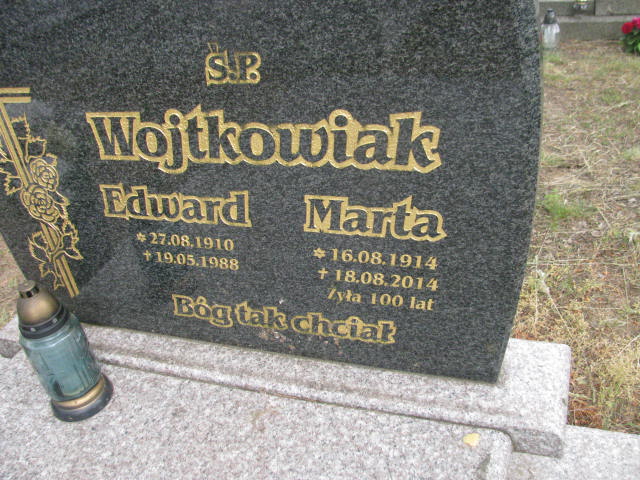 Ś.P.
Wojtkowiak
Edward Marta
* 27.08.1910
† 19.05.1988
* 16.08.1914
† 18.08.2014
Żyła 100 lat
Bóg tak chciał